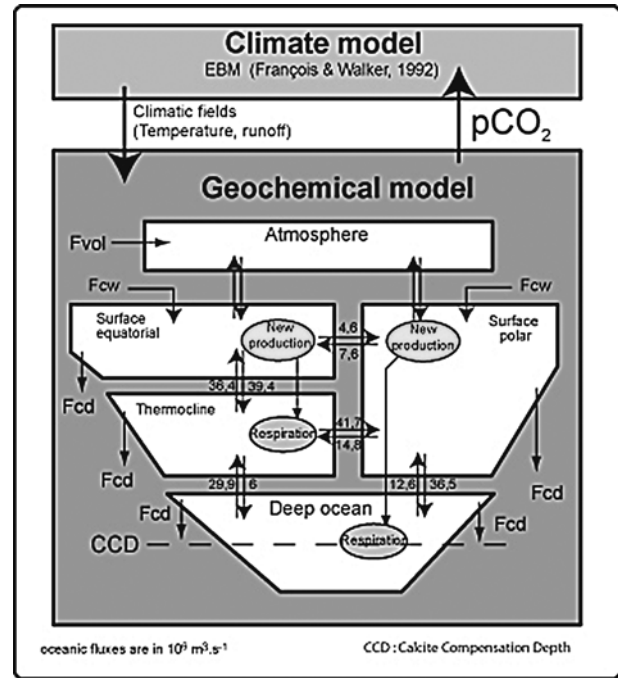 Climate model
EBM (François & Walker, 1992)
Climatic fields
(Temperature, runoff)
pCO2
Geochemical model
Atmosphere
Fvol
Fcw
Fcw
Surface
equatorial
New
production
4,6
7,6
New
production
Surface
polar
36,4 39,4
Fcd
Thermocline
Respiration
41,7
14,8
Fcd
Fcd
29,9 6
12,6 36,5
Fcd
Deep ocean
Fcd
CCD
Respiration
oceanic fluxes are in 10⁶ m³.s⁻¹
CCD : Calcite Compensation Depth